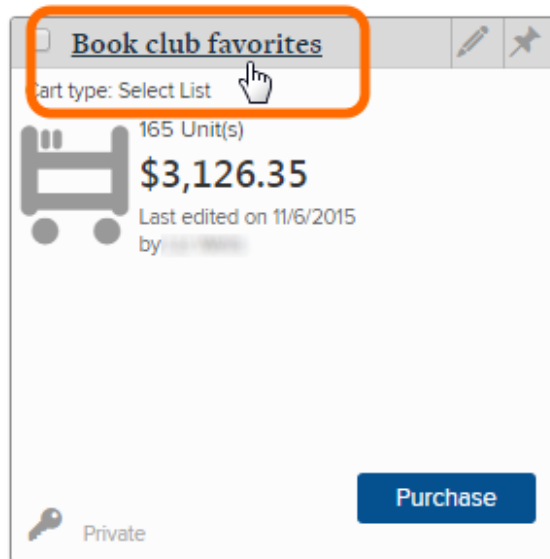 Book club favorites
Cart type: Select List
165 Unit(s)
$3,126.35
Last edited on 11/6/2015
by
Purchase
Private